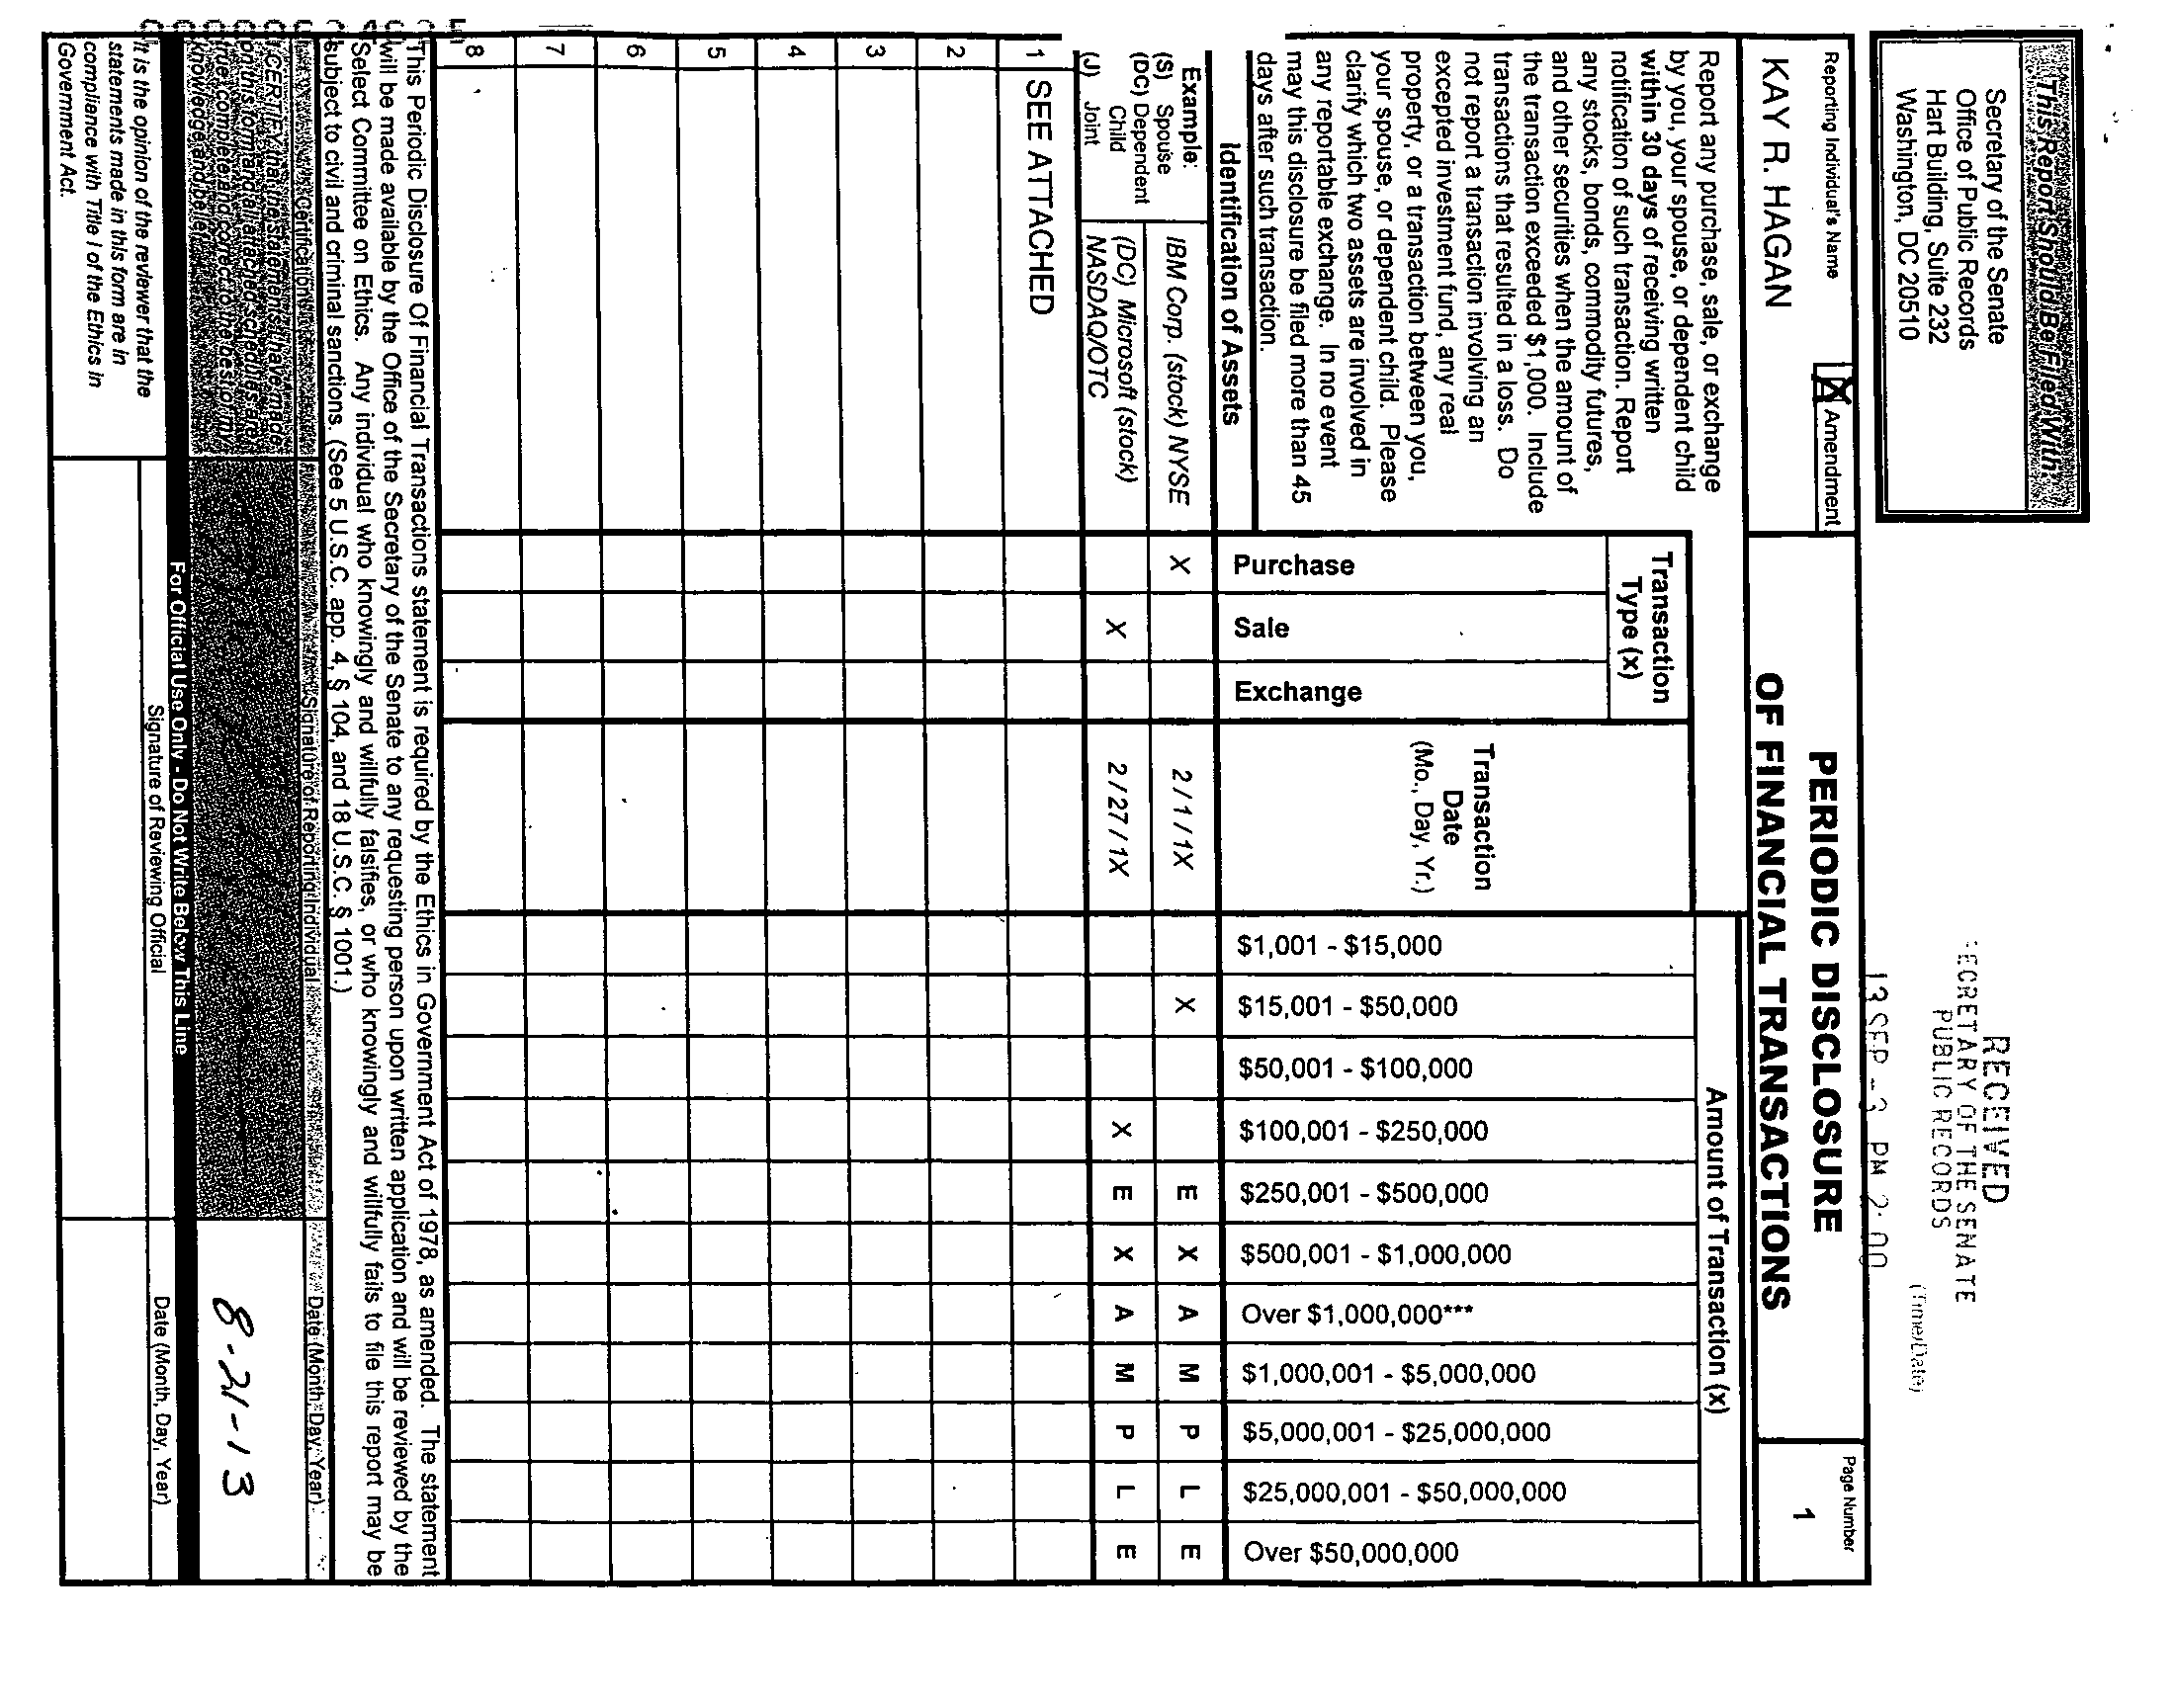 This Report Should Be Filed With:
Secretary of the Senate
Office of Public Records
Hart Building, Suite 232
Washington, DC 20510
RECEIVED
SECRETARY OF THE SENATE
PUBLIC RECORDS
(Time/Date)
13 SEP -3 PM 2:00
Reporting Individual's Name
KAY R. HAGAN
X Amendment
PERIODIC DISCLOSURE
OF FINANCIAL TRANSACTIONS
Page Number
1
Report any purchase, sale, or exchange
by you, your spouse, or dependent child
within 30 days of receiving written
notification of such transaction. Report
any stocks, bonds, commodity futures,
and other securities when the amount of
the transaction exceeded $1,000. Include
transactions that resulted in a loss. Do
not report a transaction involving an
excepted investment fund, any real
property, or a transaction between you,
your spouse, or dependent child. Please
clarify which two assets are involved in
any reportable exchange. In no event
may this disclosure be filed more than 45
days after such transaction.
Identification of Assets
Transaction
Type (x)
Purchase
Sale
Exchange
Transaction
Date
(Mo., Day, Yr.)
Amount of Transaction (x)
$1,001 - $15,000
$15,001 - $50,000
$50,001 - $100,000
$100,001 - $250,000
$250,001 - $500,000
$500,001 - $1,000,000
Over $1,000,000***
$1,000,001 - $5,000,000
$5,000,001 - $25,000,000
$25,000,001 - $50,000,000
Over $50,000,000
Example:
(S) Spouse
(DC) Dependent
Child
(J) Joint
IBM Corp. (stock) NYSE X 2/1/1X X E X A M P L E
(DC) Microsoft (stock)
NASDAQ/OTC X 2/27/1X X E X A M P L E
1 SEE ATTACHED
2
3
4
5
6
7
8
This Periodic Disclosure Of Financial Transactions statement is required by the Ethics in Government Act of 1978, as amended. The statement
will be made available by the Office of the Secretary of the Senate to any requesting person upon written application and will be reviewed by the
Select Committee on Ethics. Any individual who knowingly and willfully falsifies, or who knowingly and willfully fails to file this report may be
subject to civil and criminal sanctions. (See 5 U.S.C. app. 4, § 104, and 18 U.S.C. § 1001.)
Certification
Signature of Reporting Individual
Date (Month, Day, Year)
I CERTIFY that the statements I have made
on this form and all attached schedules are
true, complete and correct to the best of my
knowledge and belief.
8-21-13
For Official Use Only - Do Not Write Below This Line
It is the opinion of the reviewer that the
statements made in this form are in
compliance with Title I of the Ethics in
Government Act.
Signature of Reviewing Official
Date (Month, Day, Year)